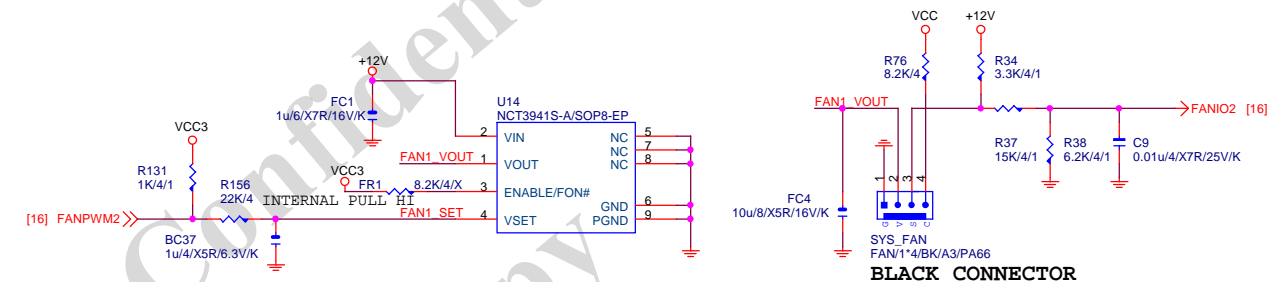 VCC
+12V
R76
8.2K/4
R34
3.3K/4/1
+12V
FC1
1u/6/X7R/16V/K
U14
NCT3941S-A/SOP8-EP
FAN1_VOUT
FANIO2 [16]
VCC3
2 VIN
NC 5
NC 7
NC 8
R37
15K/4/1
R38
6.2K/4/1
C9
0.01u/4/X7R/25V/K
FAN1_VOUT 1 VOUT
R131
1K/4/1
R156
22K/4
VCC3
FR1 8.2K/4/X 3 ENABLE/FON#
INTERNAL PULL HI
GND 6
PGND 9
1 2 3 4
G V S C
FC4
10u/8/X5R/16V/K
[16] FANPWM2
FAN1_SET 4 VSET
BC37
1u/4/X5R/6.3V/K
SYS_FAN
FAN/1*4/BK/A3/PA66
BLACK CONNECTOR
Confiden
opy